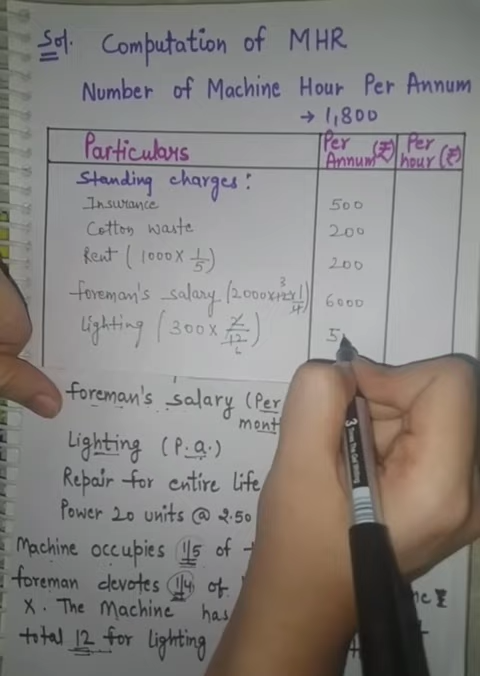 Sol. Computation of MHR
Number of Machine Hour Per Annum
→ 1,800
Particulars Per Annum (₹) Per hour (₹)
Standing charges:
Insurance 500
Cotton waste 200
Rent (1000 × 1/5) 200
foreman's salary (2000×12×1/4) 3 6000
Lighting (300 × 2/12) 6 5
foreman's salary (Per
mont
Lighting (P.a.)
Repair for entire life
Power 20 units @ 2.50
Machine occupies 1/5 of
foreman devotes 1/4 of
X. The Machine has
total 12 for lighting